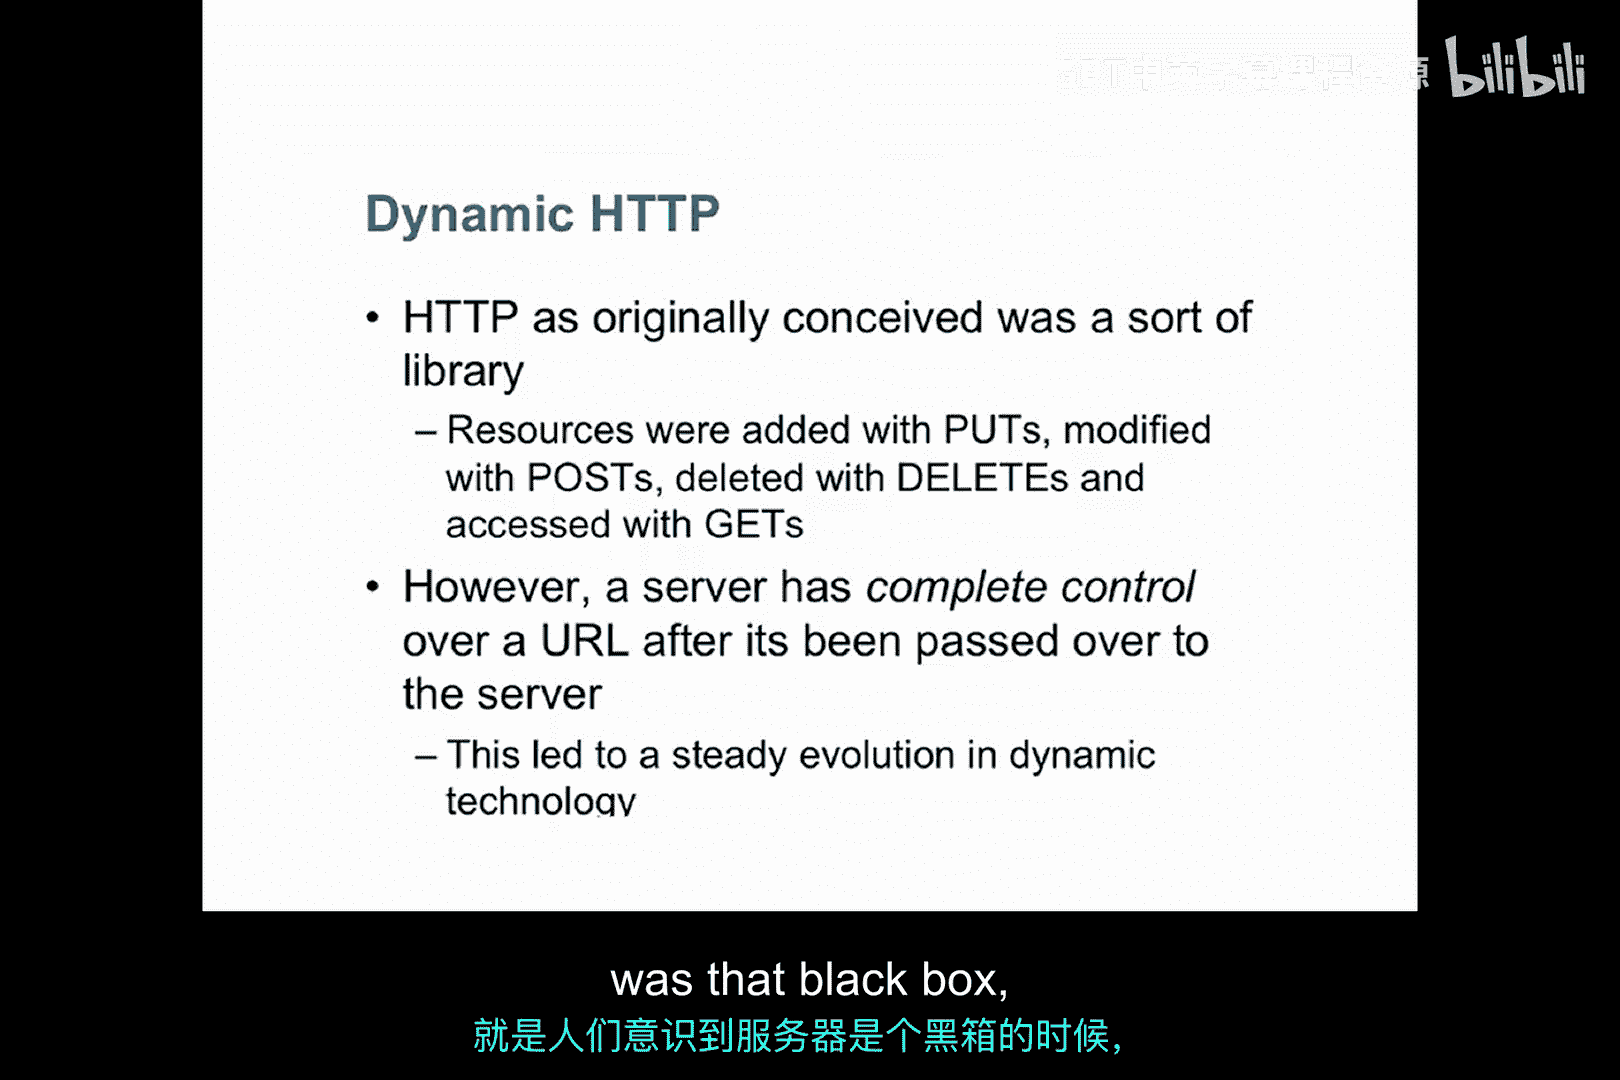 bilibili
Dynamic HTTP
• HTTP as originally conceived was a sort of
library
– Resources were added with PUTs, modified
with POSTs, deleted with DELETEs and
accessed with GETs
• However, a server has complete control
over a URL after its been passed over to
the server
– This led to a steady evolution in dynamic
technology
was that black box,
就是人们意识到服务器是个黑箱的时候，